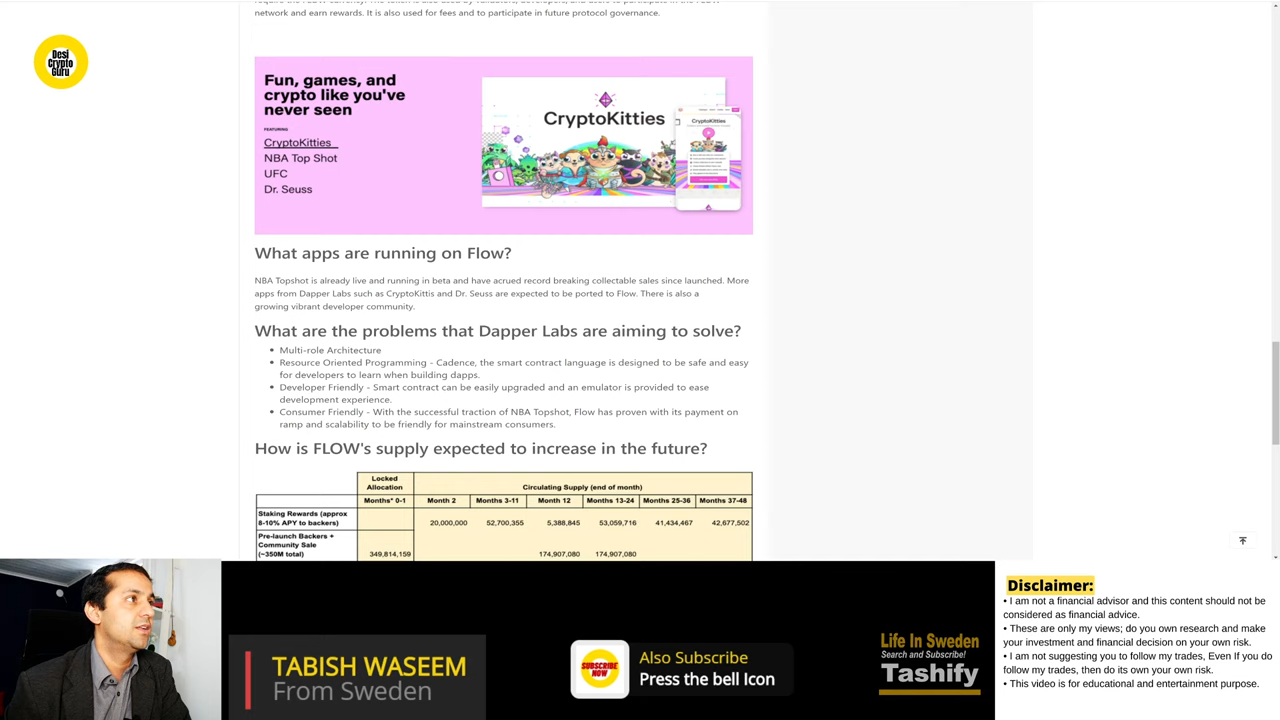 network and earn rewards. It is also used for fees and to participate in future protocol governance.
Desi
Crypto
Guru
Fun, games, and
crypto like you've
never seen
FEATURING
CryptoKitties
NBA Top Shot
UFC
Dr. Seuss
CryptoKitties
CryptoKitties
What apps are running on Flow?
NBA Topshot is already live and running in beta and have accrued record breaking collectable sales since launched. More
apps from Dapper Labs such as CryptoKittis and Dr. Seuss are expected to be ported to Flow. There is also a
growing vibrant developer community.
What are the problems that Dapper Labs are aiming to solve?
• Multi-role Architecture
• Resource Oriented Programming - Cadence, the smart contract language is designed to be safe and easy
for developers to learn when building dapps.
• Developer Friendly - Smart contract can be easily upgraded and an emulator is provided to ease
development experience.
• Consumer Friendly - With the successful traction of NBA Topshot, Flow has proven with its payment on
ramp and scalability to be friendly for mainstream consumers.
How is FLOW's supply expected to increase in the future?
Locked
Allocation
Circulating Supply (end of month)
Months* 0-1 Month 2 Months 3-11 Month 12 Months 13-24 Months 25-36 Months 37-48
Staking Rewards (approx
8-10% APY to backers)
20,000,000 52,700,355 5,388,845 53,059,716 41,434,467 42,677,502
Pre-launch Backers +
Community Sale
(~350M total)
349,814,159 174,907,080 174,907,080
TABISH WASEEM
From Sweden
SUBSCRIBE
NOW
Also Subscribe
Press the bell Icon
Life In Sweden
Search and Subscribe!
Tashify
Disclaimer:
• I am not a financial advisor and this content should not be
considered as financial advice.
• These are only my views; do you own research and make
your investment and financial decision on your own risk.
• I am not suggesting you to follow my trades, Even If you do
follow my trades, then do its own your own risk.
• This video is for educational and entertainment purpose.